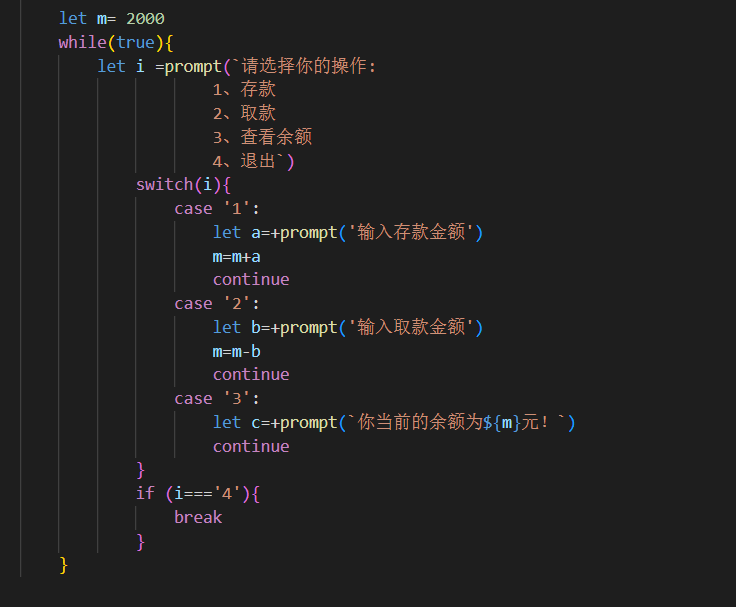 let m= 2000
while(true){
let i =prompt(`请选择你的操作:
1、存款
2、取款
3、查看余额
4、退出`)
switch(i){
case '1':
let a=+prompt('输入存款金额')
m=m+a
continue
case '2':
let b=+prompt('输入取款金额')
m=m-b
continue
case '3':
let c=+prompt(`你当前的余额为${m}元！`)
continue
}
if (i==='4'){
break
}
}